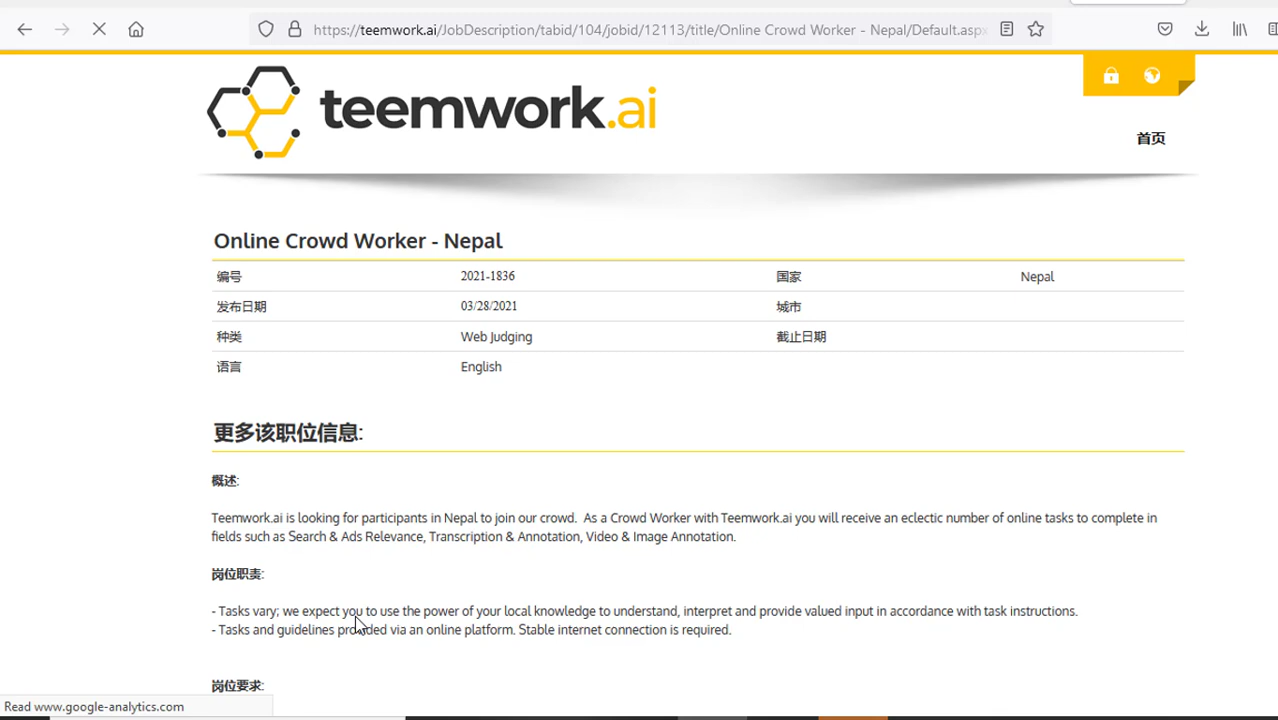 https://teemwork.ai/JobDescription/tabid/104/jobid/12113/title/Online Crowd Worker - Nepal/Default.aspx
teemwork.ai
首页
Online Crowd Worker - Nepal
编号 2021-1836 国家 Nepal
发布日期 03/28/2021 城市
种类 Web Judging 截止日期
语言 English
更多该职位信息:
概述:
Teemwork.ai is looking for participants in Nepal to join our crowd. As a Crowd Worker with Teemwork.ai you will receive an eclectic number of online tasks to complete in
fields such as Search & Ads Relevance, Transcription & Annotation, Video & Image Annotation.
岗位职责:
- Tasks vary; we expect you to use the power of your local knowledge to understand, interpret and provide valued input in accordance with task instructions.
- Tasks and guidelines provided via an online platform. Stable internet connection is required.
岗位要求:
Read www.google-analytics.com